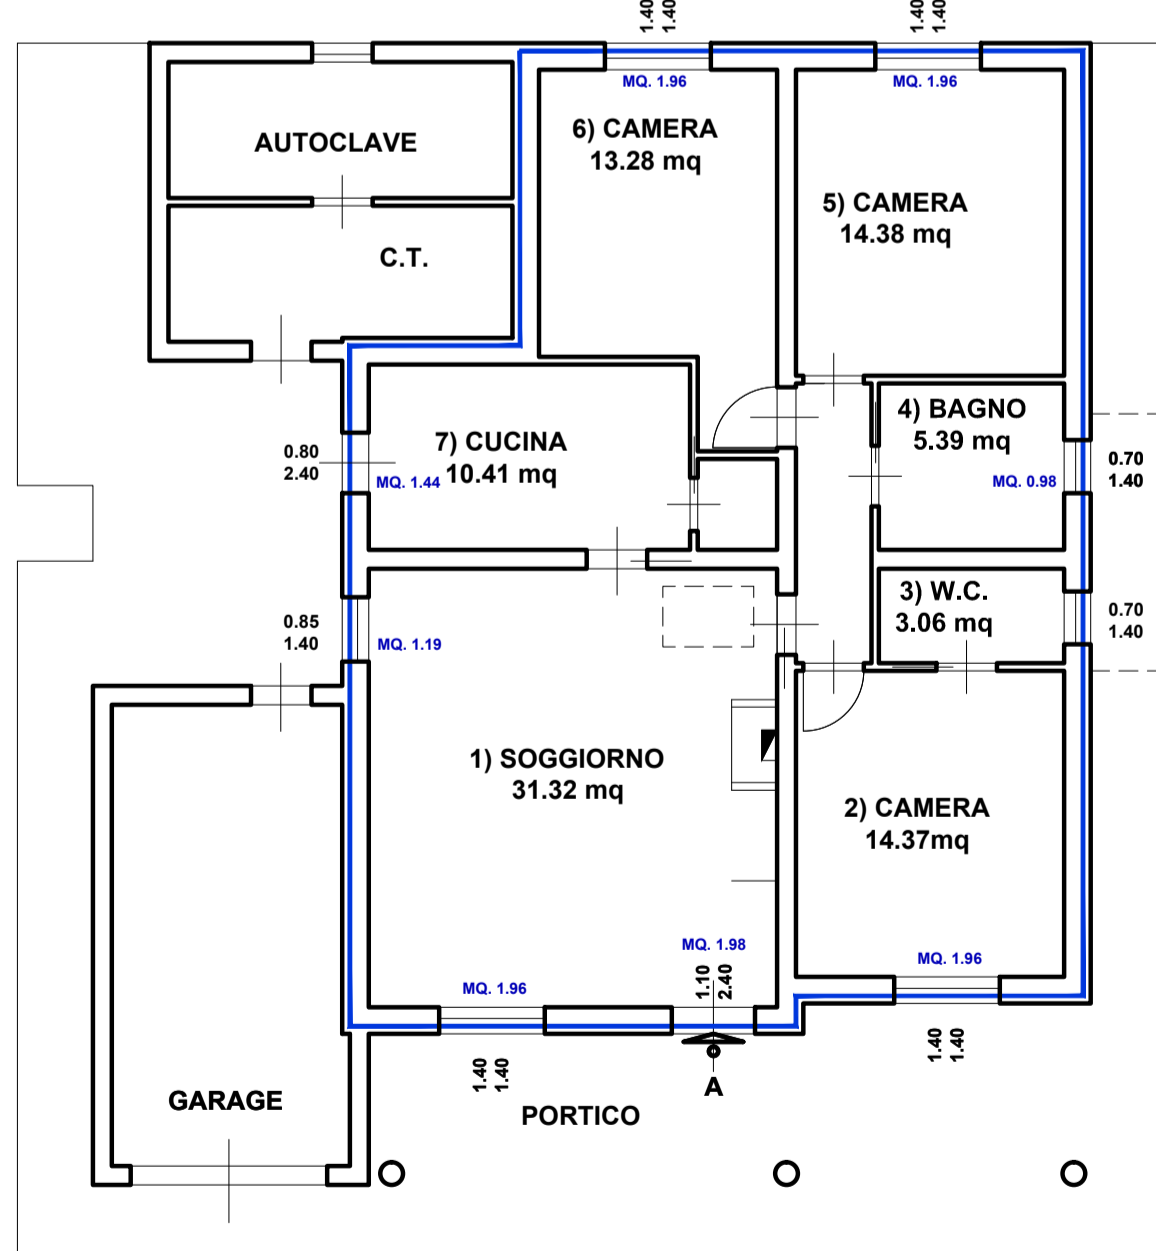 1.40
1.40
1.40
1.40
MQ. 1.96
MQ. 1.96
AUTOCLAVE
6) CAMERA
13.28 mq
5) CAMERA
14.38 mq
C.T.
4) BAGNO
5.39 mq
7) CUCINA
10.41 mq
0.80
2.40
MQ. 1.44
MQ. 0.98
0.70
1.40
3) W.C.
3.06 mq
0.85
1.40
MQ. 1.19
0.70
1.40
1) SOGGIORNO
31.32 mq
2) CAMERA
14.37mq
MQ. 1.98
MQ. 1.96
MQ. 1.96
1.10
2.40
1.40
1.40
1.40
1.40
A
GARAGE
PORTICO